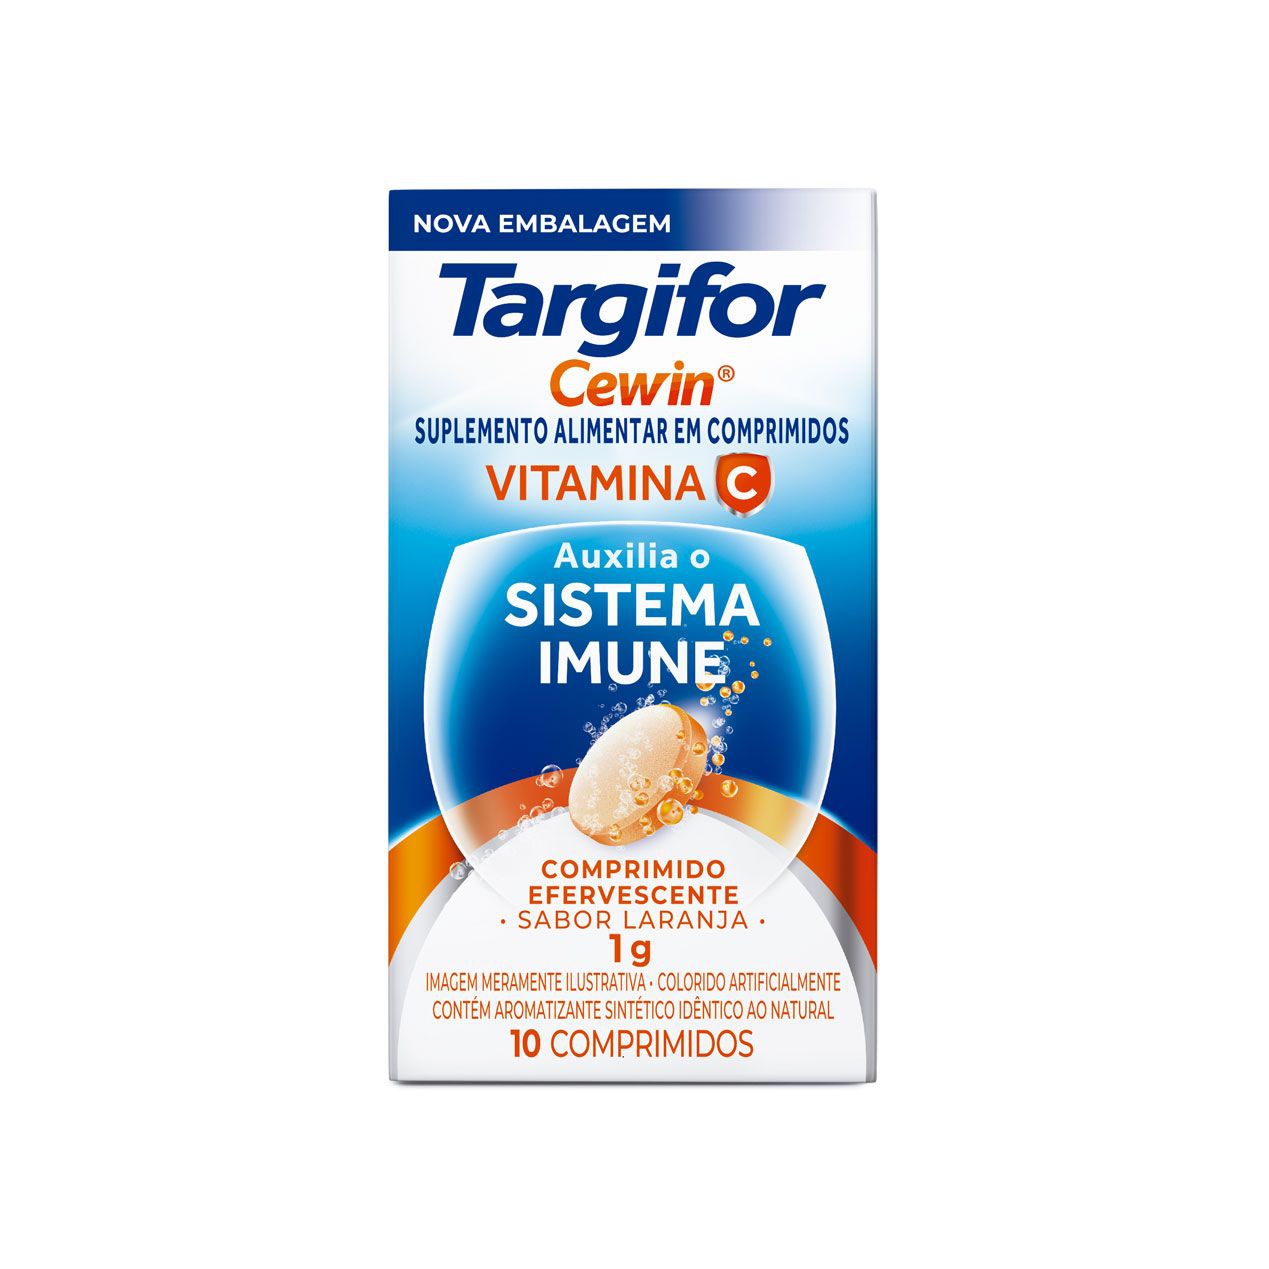 NOVA EMBALAGEM
Targifor
Cewin®
SUPLEMENTO ALIMENTAR EM COMPRIMIDOS
VITAMINA C
Auxilia o
SISTEMA
IMUNE
COMPRIMIDO
EFERVESCENTE
• SABOR LARANJA •
1 g
IMAGEM MERAMENTE ILUSTRATIVA • COLORIDO ARTIFICIALMENTE
CONTÉM AROMATIZANTE SINTÉTICO IDÊNTICO AO NATURAL
10 COMPRIMIDOS